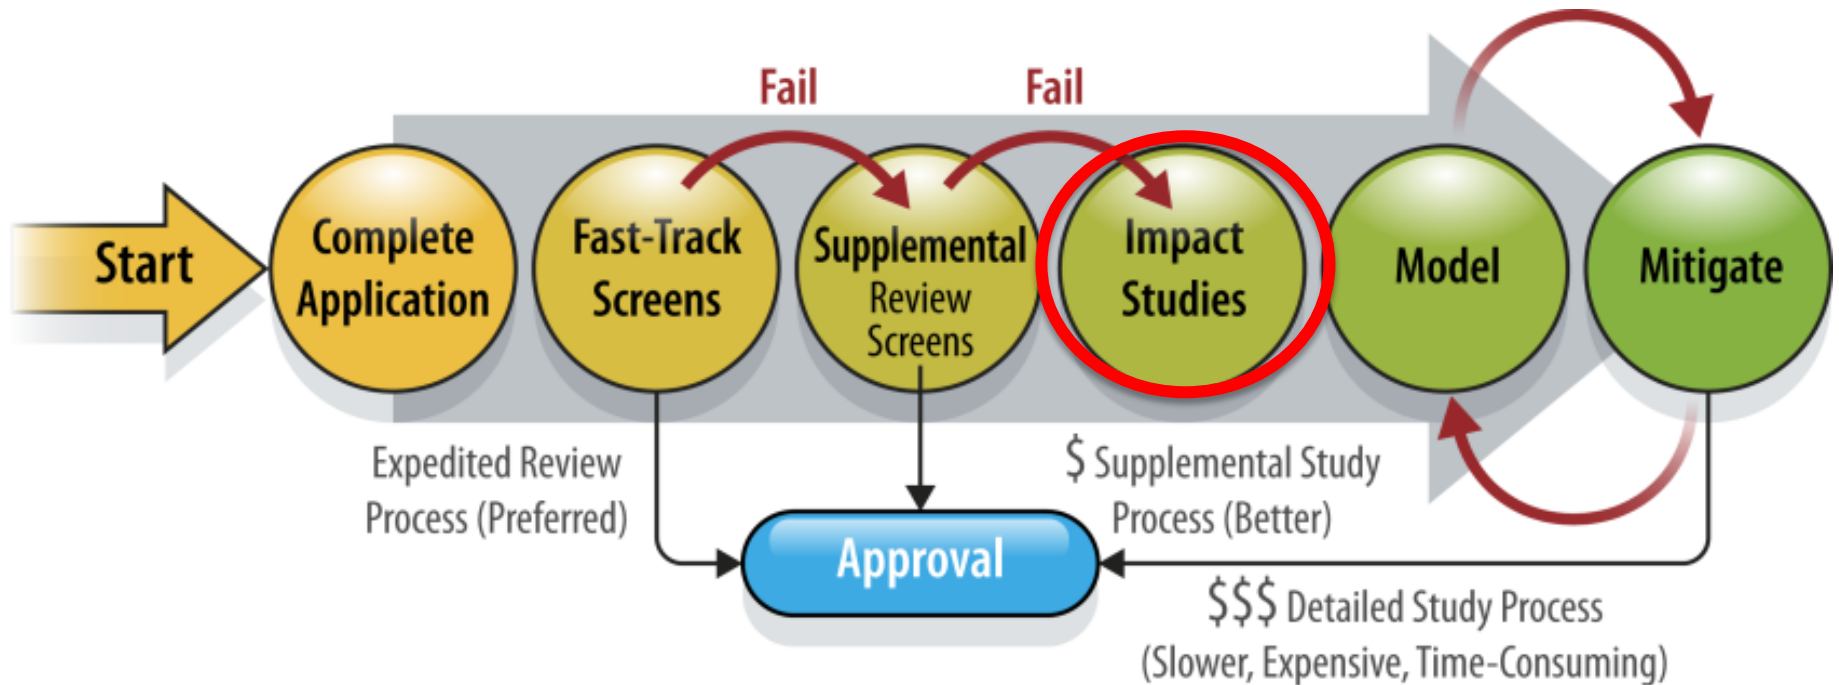 Fail
Fail
Start
Complete
Application
Fast-Track
Screens
Supplemental
Review
Screens
Impact
Studies
Model
Mitigate
Expedited Review
Process (Preferred)
$ Supplemental Study
Process (Better)
Approval
$$$ Detailed Study Process
(Slower, Expensive, Time-Consuming)